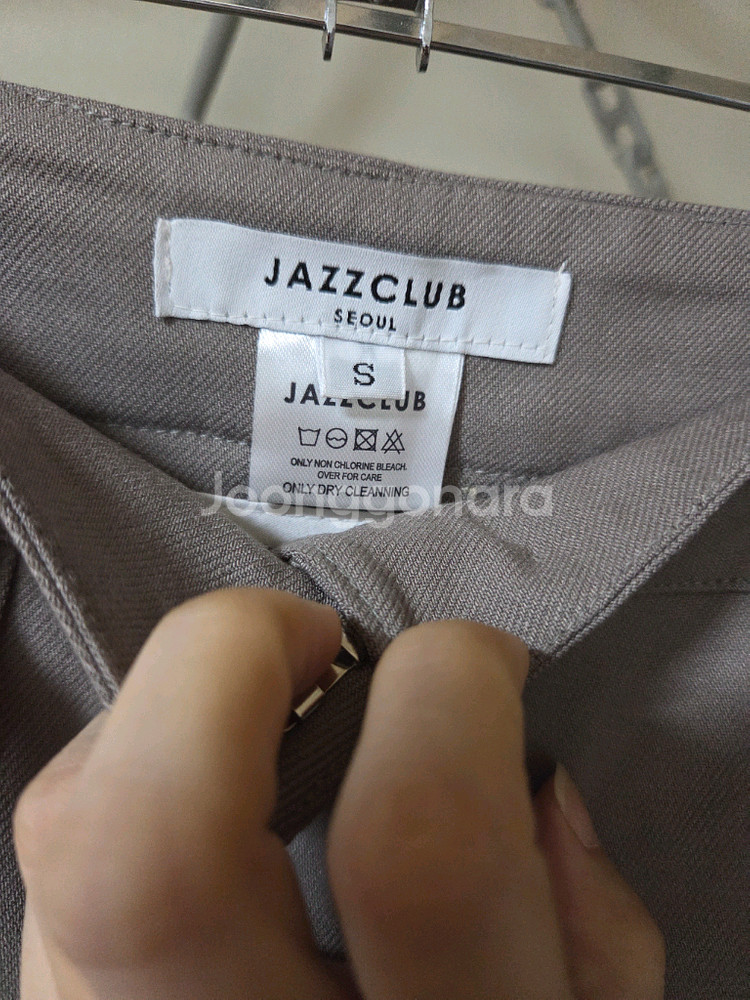 JAZZCLUB
SEOUL
S
JAZZCLUB
ONLY NON CHLORINE BLEACH.
OVER FOR CARE
ONLY DRY CLEANNING
Joonggonara